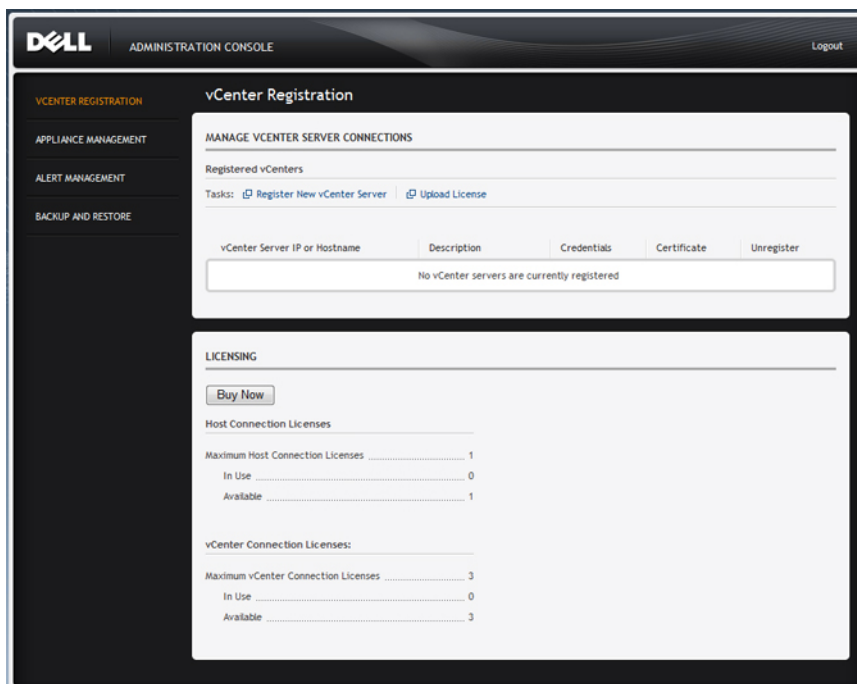 DELL ADMINISTRATION CONSOLE Logout
VCENTER REGISTRATION
APPLIANCE MANAGEMENT
ALERT MANAGEMENT
BACKUP AND RESTORE
vCenter Registration
MANAGE VCENTER SERVER CONNECTIONS
Registered vCenters
Tasks: Register New vCenter Server Upload License
vCenter Server IP or Hostname Description Credentials Certificate Unregister
No vCenter servers are currently registered
LICENSING
Buy Now
Host Connection Licenses
Maximum Host Connection Licenses 1
In Use 0
Available 1
vCenter Connection Licenses:
Maximum vCenter Connection Licenses 3
In Use 0
Available 3